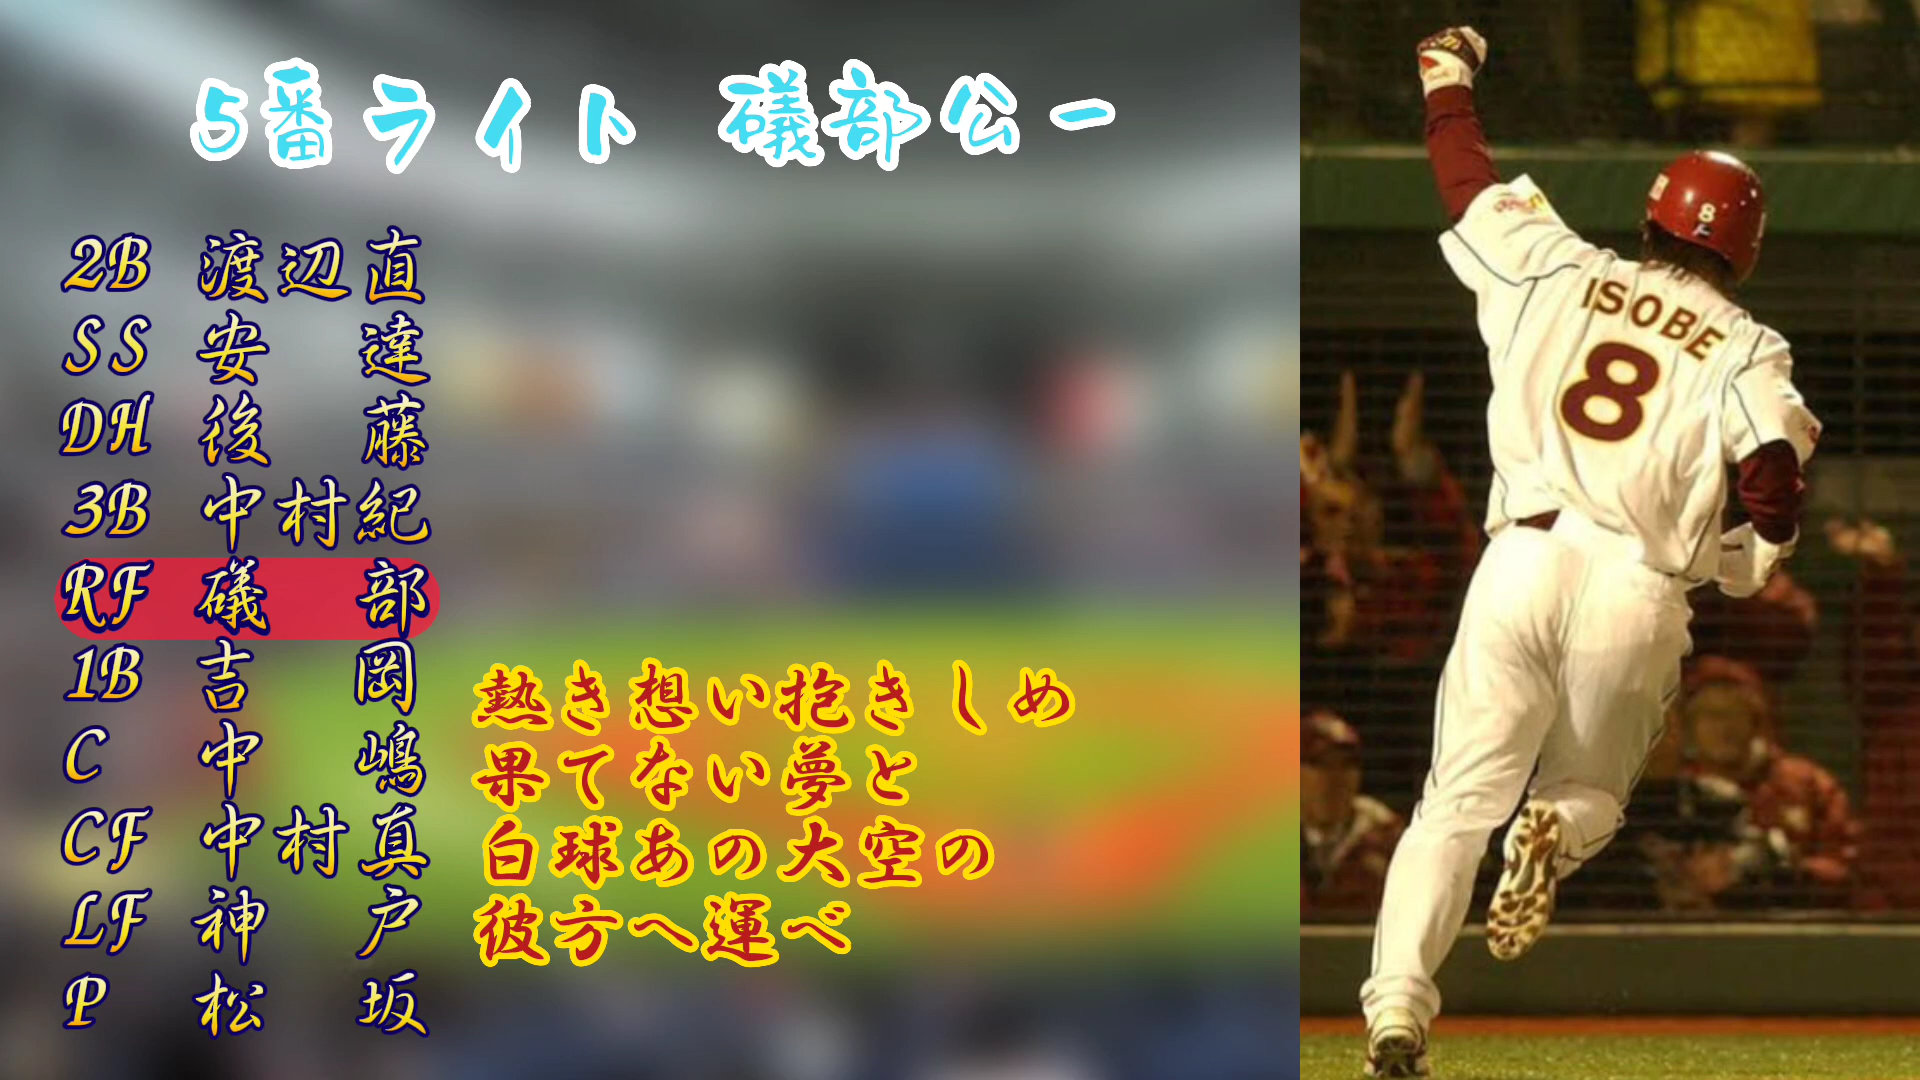 5番ライト 礒部公一
2B 渡辺直
SS 安達
DH 後藤
3B 中村紀
RF 礒部
1B 吉岡
C 中嶋
CF 中村真
LF 神戸
P 松坂
熱き想い抱きしめ
果てない夢と
白球あの大空の
彼方へ運べ
8
ISOBE
8